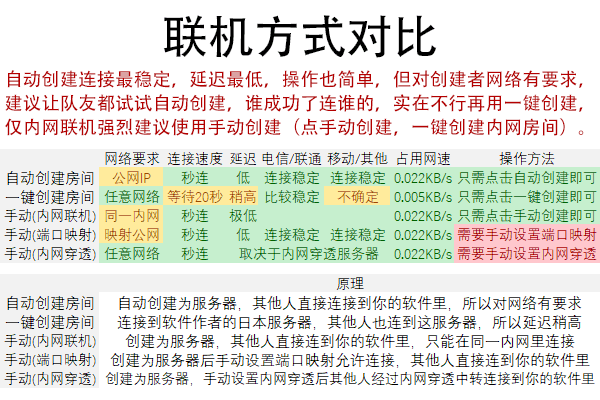 联机方式对比
自动创建连接最稳定，延迟最低，操作也简单，但对创建者网络有要求，
建议让队友都试试自动创建，谁成功了连谁的，实在不行再用一键创建，
仅内网联机强烈建议使用手动创建（点手动创建，一键创建内网房间）。
网络要求 连接速度 延迟 电信/联通 移动/其他 占用网速 操作方法
自动创建房间 公网IP 秒连 低 连接稳定 连接稳定 0.022KB/s 只需点击自动创建即可
一键创建房间 任意网络 等待20秒 稍高 比较稳定 不确定 0.005KB/s 只需点击一键创建即可
手动(内网联机) 同一内网 秒连 极低 0.022KB/s 只需点击手动创建即可
手动(端口映射) 映射公网 秒连 低 连接稳定 连接稳定 0.022KB/s 需要手动设置端口映射
手动(内网穿透) 任意网络 秒连 取决于内网穿透服务器 0.022KB/s 需要手动设置内网穿透
原理
自动创建房间 自动创建为服务器，其他人直接连接到你的软件里，所以对网络有要求
一键创建房间 连接到软件作者的日本服务器，其他人也连到这服务器，所以延迟稍高
手动(内网联机) 创建为服务器，其他人直接连接到你的软件里，只能在同一内网里连接
手动(端口映射) 创建为服务器后手动设置端口映射允许连接，其他人直接连到你的软件里
手动(内网穿透) 创建为服务器，手动设置内网穿透后其他人经过内网穿透中转连接到你的软件里